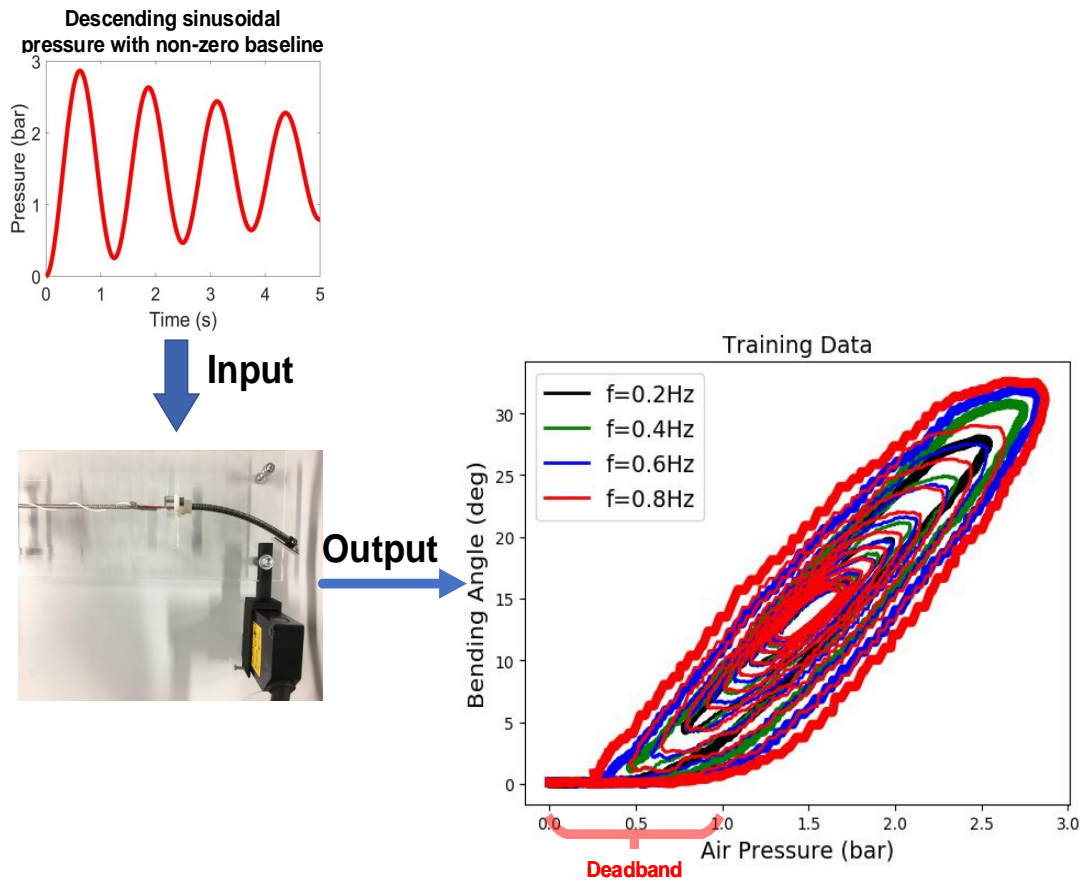 Descending sinusoidal
pressure with non-zero baseline
3
2
1
0
Pressure (bar)
0 1 2 3 4 5
Time (s)
Input
Output
Training Data
f=0.2Hz
f=0.4Hz
f=0.6Hz
f=0.8Hz
30
25
20
15
10
5
0
Bending Angle (deg)
0.0 0.5 1.0 1.5 2.0 2.5 3.0
Air Pressure (bar)
Deadband